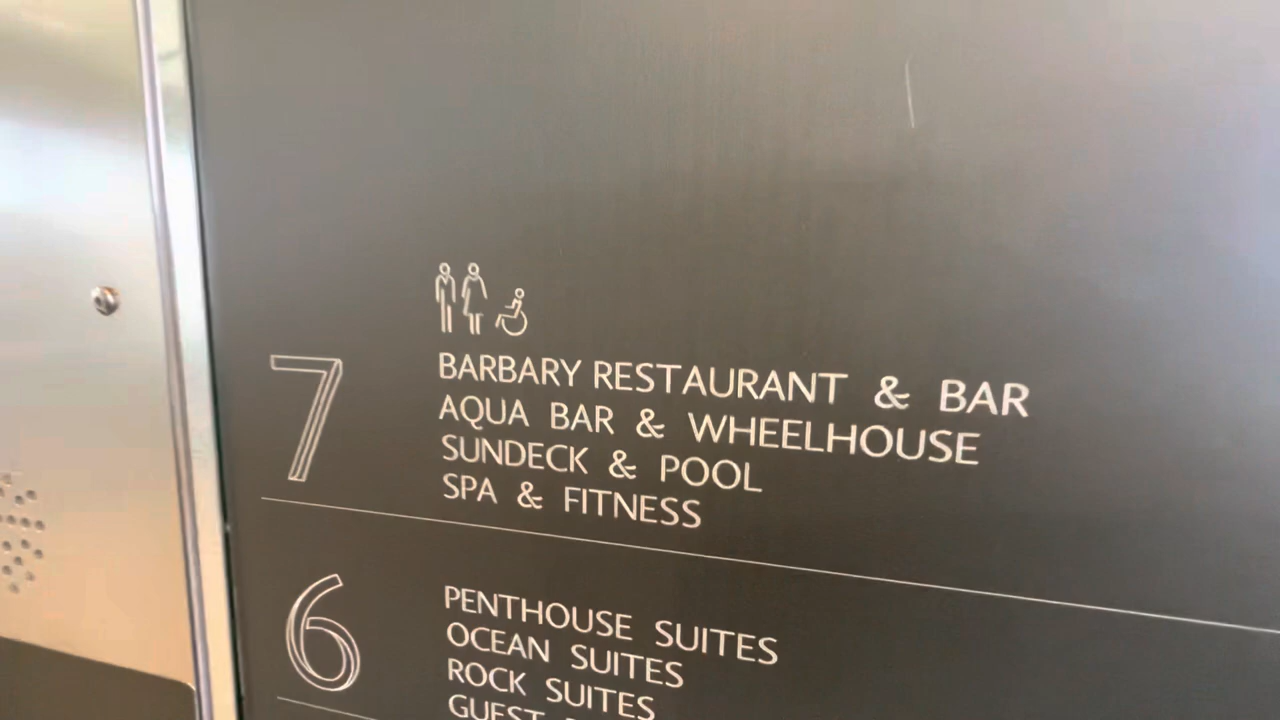 7
BARBARY RESTAURANT & BAR
AQUA BAR & WHEELHOUSE
SUNDECK & POOL
SPA & FITNESS
6
PENTHOUSE SUITES
OCEAN SUITES
ROCK SUITES
GUEST